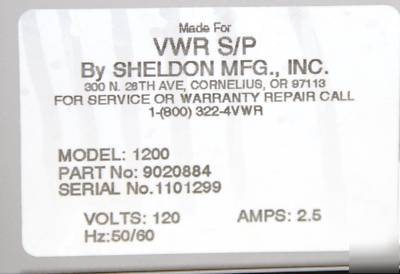 Made For
VWR S/P
By SHELDON MFG., INC.
300 N. 28TH AVE, CORNELIUS, OR 97113
FOR SERVICE OR WARRANTY REPAIR CALL
1-(800) 322-4VWR
MODEL: 1200
PART No: 9020884
SERIAL No.1101299
VOLTS: 120 AMPS: 2.5
Hz:50/60